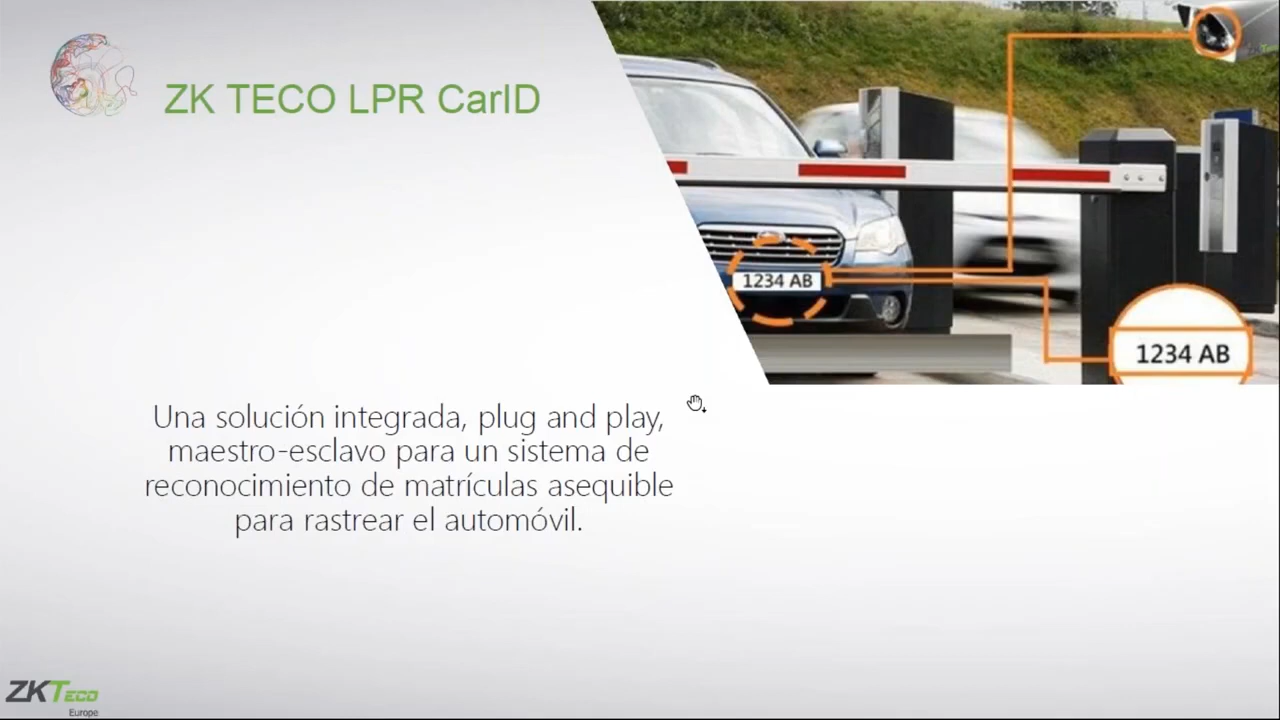 ZK TECO LPR CarID
1234 AB
1234 AB
Una solución integrada, plug and play,
maestro-esclavo para un sistema de
reconocimiento de matrículas asequible
para rastrear el automóvil.
ZKTECO
Europe